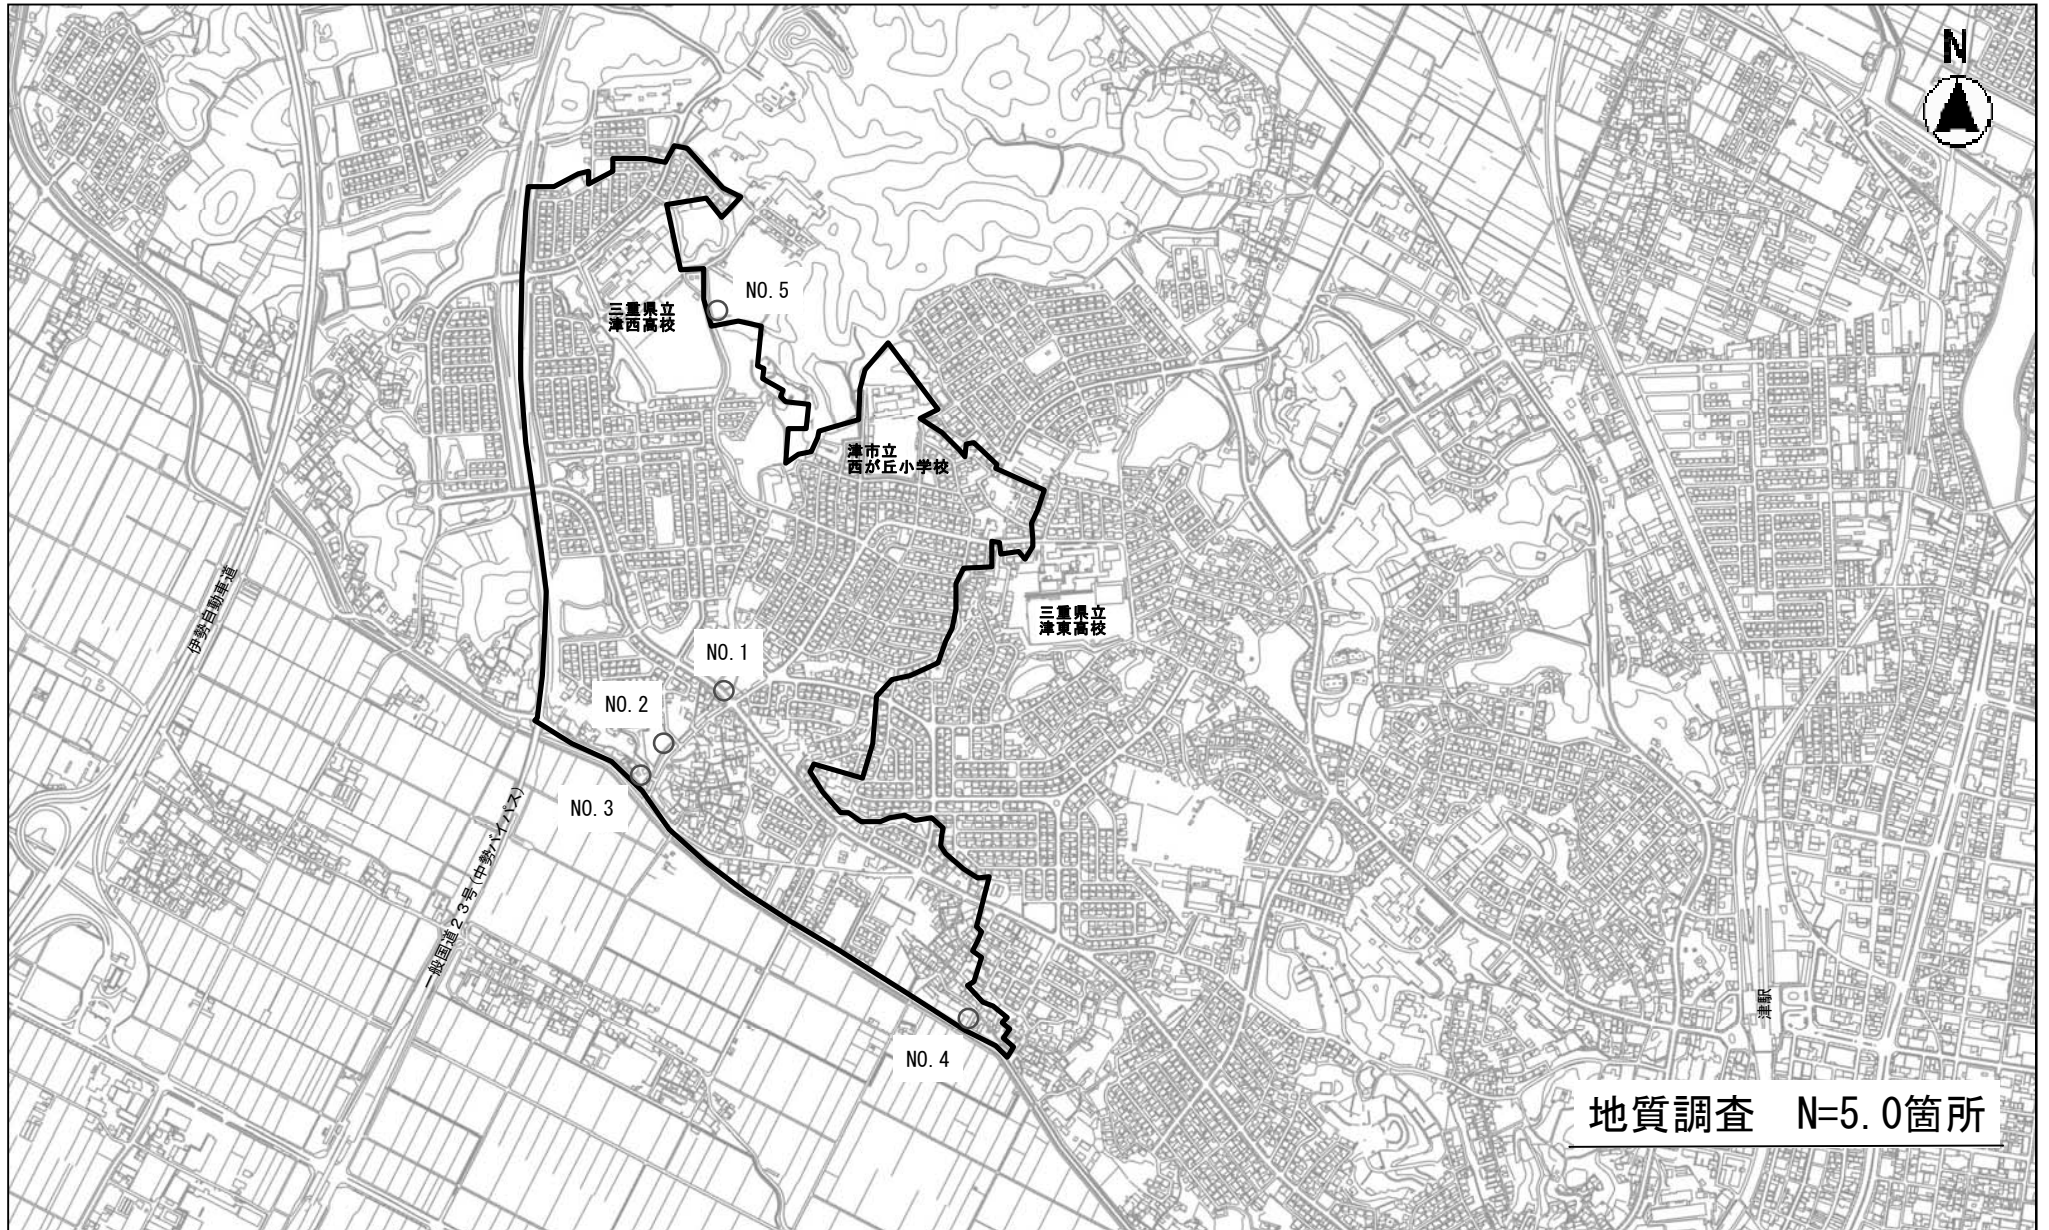 N
NO. 5
三重県立
津西高校
津市立
西が丘小学校
三重県立
津東高校
伊勢自動車道
NO. 1
NO. 2
NO. 3
一般国道23号(中勢バイパス)
津駅
NO. 4
地質調査 N=5.0箇所